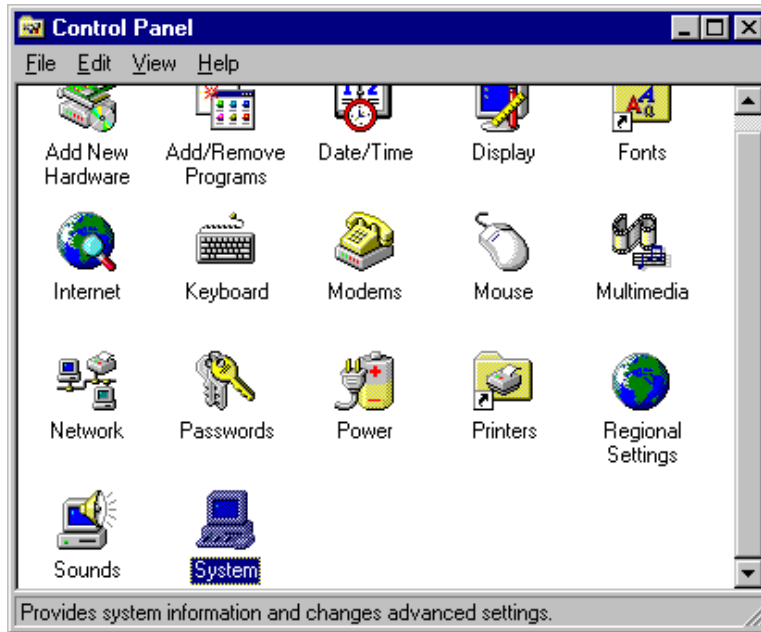 Control Panel
File Edit View Help
Add New Hardware
Add/Remove Programs
Date/Time
Display
Fonts
Internet
Keyboard
Modems
Mouse
Multimedia
Network
Passwords
Power
Printers
Regional Settings
Sounds
System
Provides system information and changes advanced settings.